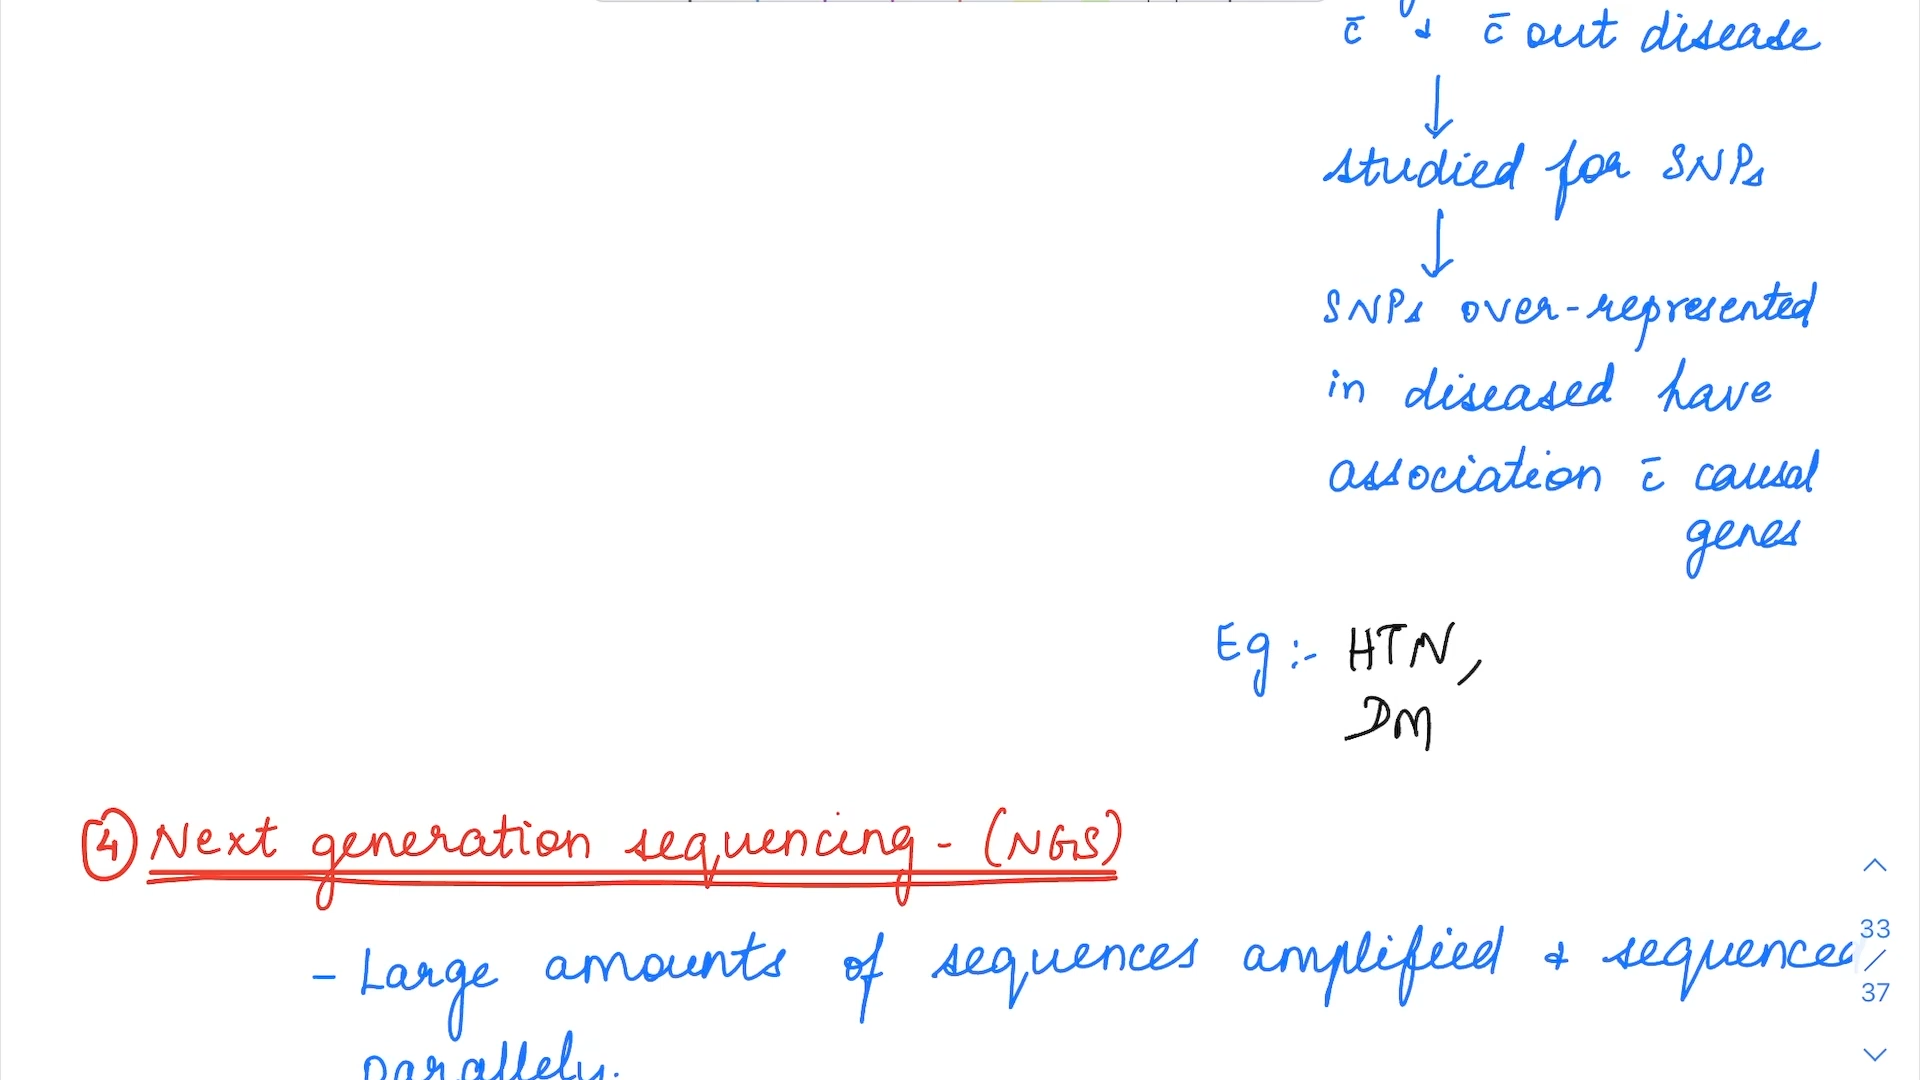 c̄ & c̄out disease
↓
studied for SNPs
↓
SNPs over-represented
in diseased have
association c̄ causal
genes
Eg :- HTN,
DM
④ Next generation sequencing - (NGS)
- Large amounts of sequences amplified & sequenced
parallely.
33
/
37